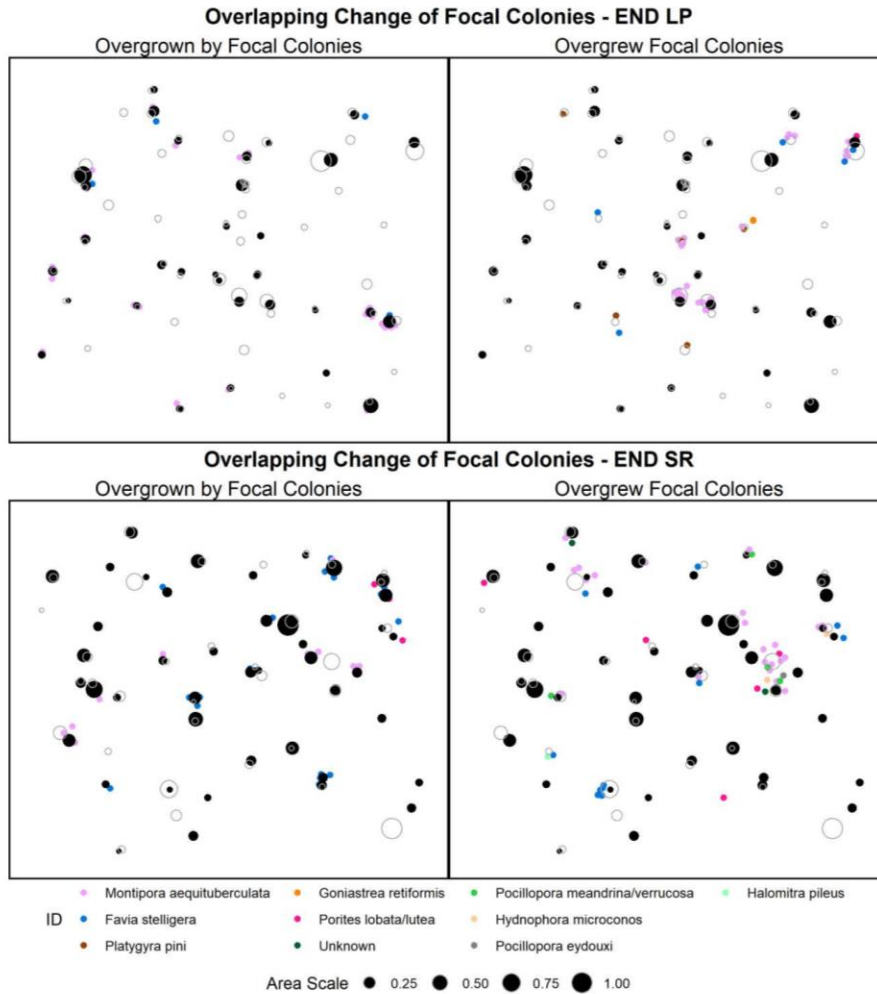 Overlapping Change of Focal Colonies - END LP
Overgrown by Focal Colonies
Overgrew Focal Colonies
Overlapping Change of Focal Colonies - END SR
Overgrown by Focal Colonies
Overgrew Focal Colonies
ID
Montipora aequituberculata
Goniastrea retiformis
Pocillopora meandrina/verrucosa
Halomitra pileus
Favia stelligera
Porites lobata/lutea
Hydnophora microconos
Platygyra pini
Unknown
Pocillopora eydouxi
Area Scale 0.25 0.50 0.75 1.00